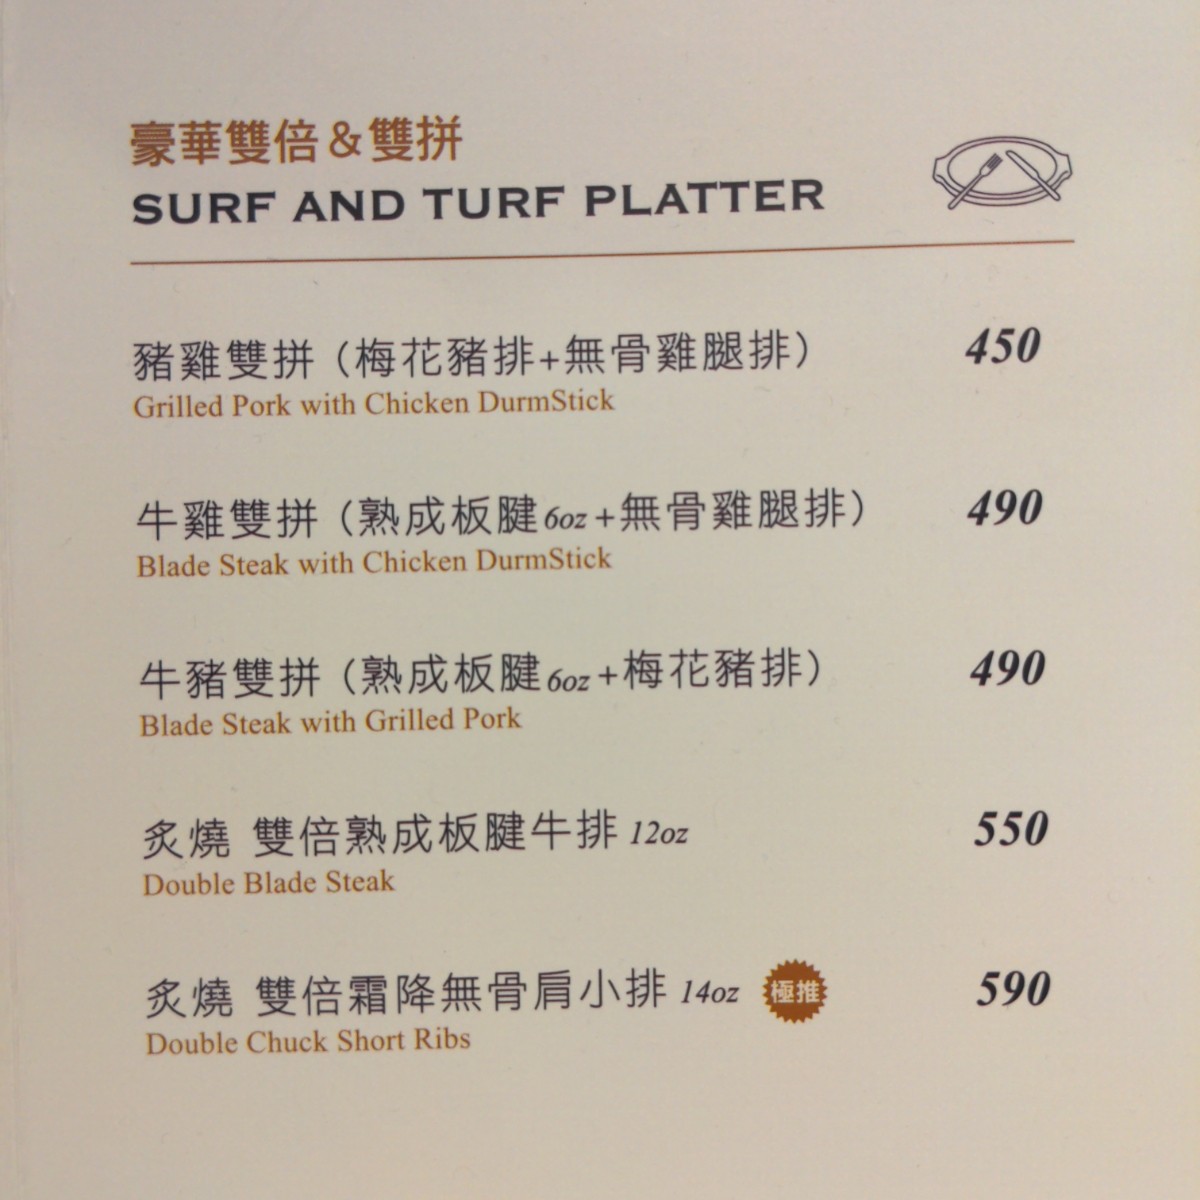 豪華雙倍&雙拼
SURF AND TURF PLATTER
豬雞雙拼（梅花豬排+無骨雞腿排） 450
Grilled Pork with Chicken DurmStick
牛雞雙拼（熟成板腱6oz+無骨雞腿排） 490
Blade Steak with Chicken DurmStick
牛豬雙拼（熟成板腱6oz+梅花豬排） 490
Blade Steak with Grilled Pork
炙燒 雙倍熟成板腱牛排 12oz 550
Double Blade Steak
炙燒 雙倍霜降無骨肩小排 14oz 極推 590
Double Chuck Short Ribs